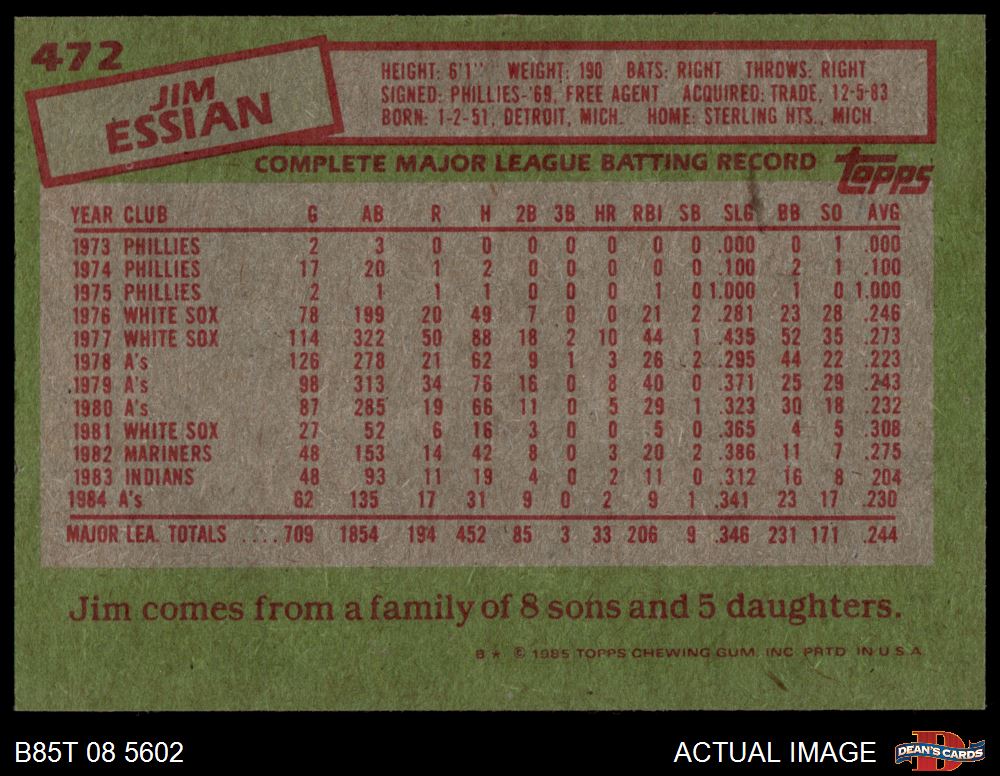 472
JIM
ESSIAN
HEIGHT: 6'1" WEIGHT: 190 BATS: RIGHT THROWS: RIGHT
SIGNED: PHILLIES-'69, FREE AGENT ACQUIRED: TRADE, 12-5-83
BORN: 1-2-51, DETROIT, MICH. HOME: STERLING HTS., MICH.
COMPLETE MAJOR LEAGUE BATTING RECORD topps
YEAR CLUB G AB R H 2B 3B HR RBI SB SLG BB SO AVG
1973 PHILLIES 2 3 0 0 0 0 0 0 0 .000 0 1 .000
1974 PHILLIES 17 20 1 2 0 0 0 0 0 .100 2 1 .100
1975 PHILLIES 2 1 1 1 0 0 0 1 0 1.000 1 0 1.000
1976 WHITE SOX 78 199 20 49 7 0 0 21 2 .281 23 28 .246
1977 WHITE SOX 114 322 50 88 18 2 10 44 1 .435 52 35 .273
1978 A's 126 278 21 62 9 1 3 26 2 .295 44 22 .223
1979 A's 98 313 34 76 16 0 8 40 0 .371 25 29 .243
1980 A's 87 285 19 66 11 0 5 29 1 .323 30 18 .232
1981 WHITE SOX 27 52 6 16 3 0 0 5 0 .365 4 5 .308
1982 MARINERS 48 153 14 42 8 0 3 20 2 .386 11 7 .275
1983 INDIANS 48 93 11 19 4 0 2 11 0 .312 16 8 .204
1984 A's 62 135 17 31 9 0 2 9 1 .341 23 17 .230
MAJOR LEA. TOTALS ....709 1854 194 452 85 3 33 206 9 .346 231 171 .244
Jim comes from a family of 8 sons and 5 daughters.
B * © 1985 TOPPS CHEWING GUM, INC. PRTD. IN U.S.A.
B85T 08 5602 ACTUAL IMAGE DEAN'S CARDS